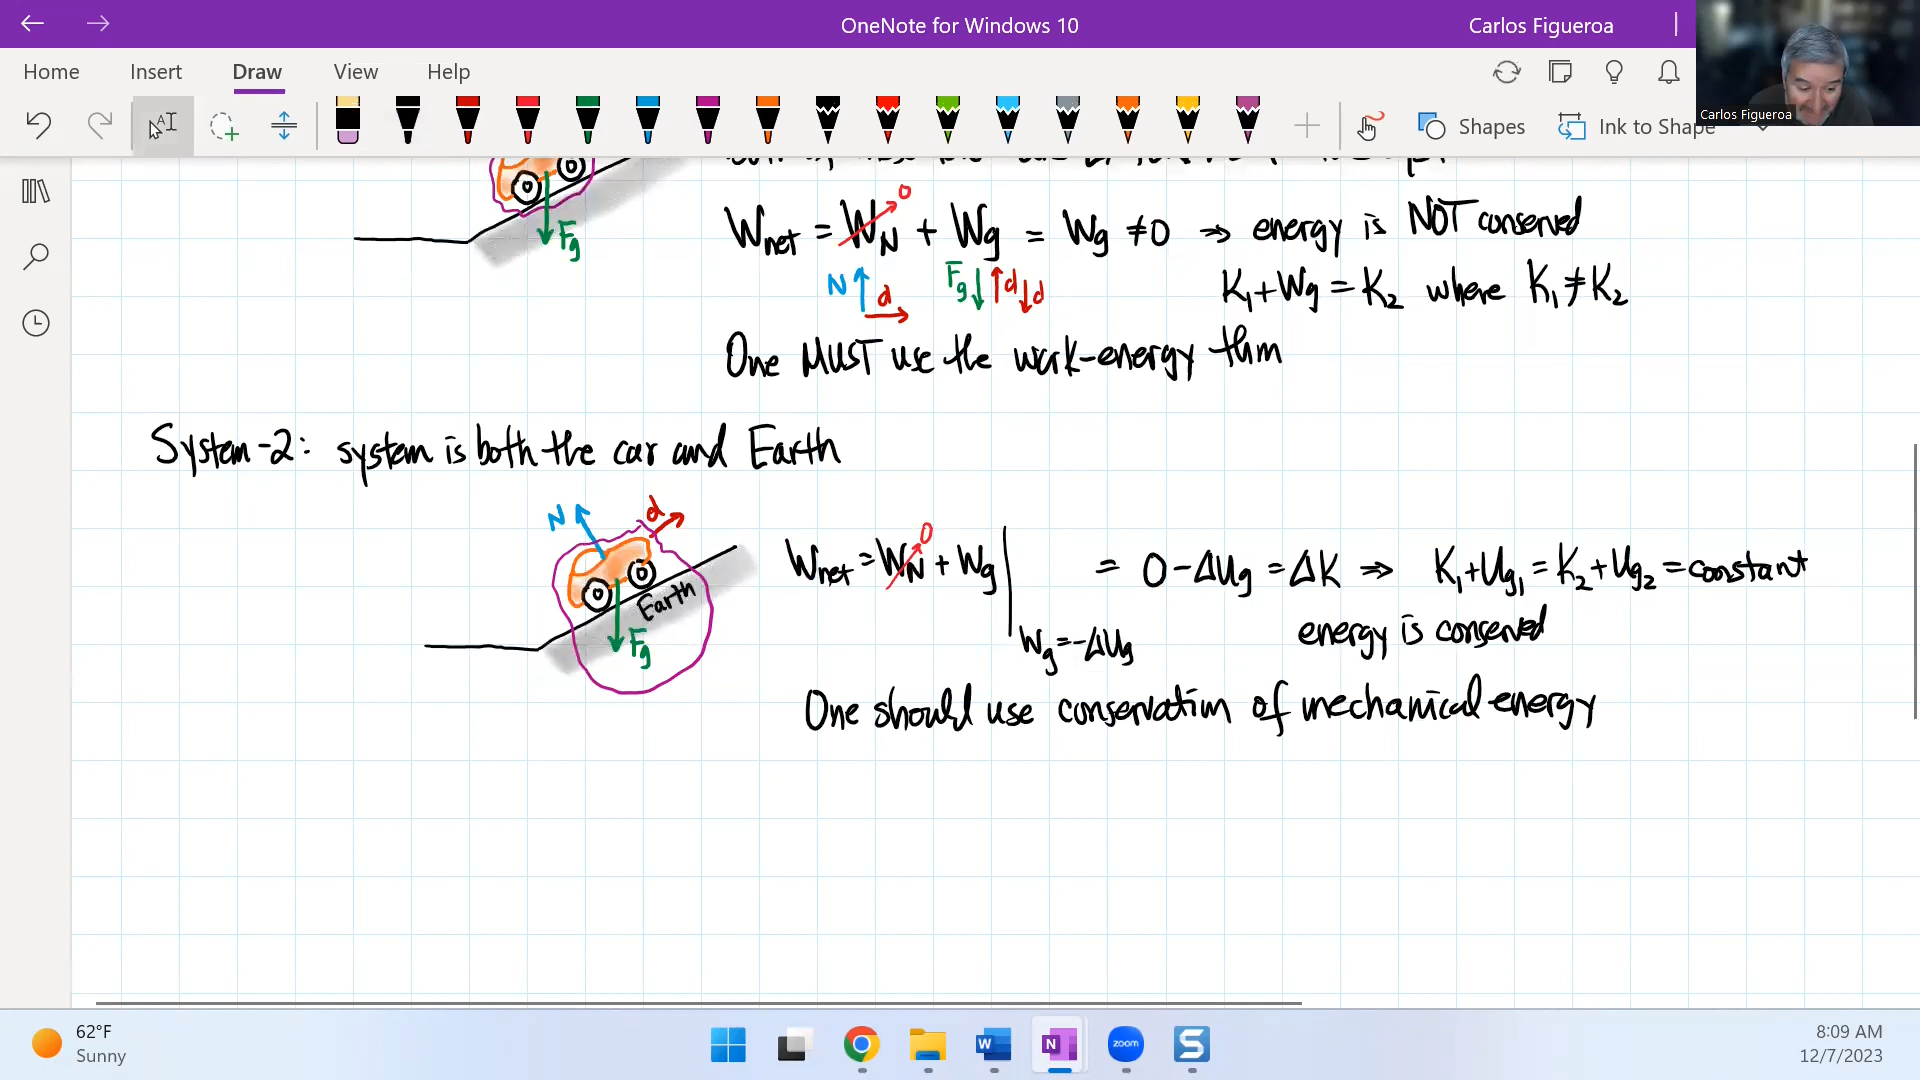 OneNote for Windows 10
Carlos Figueroa
Home Insert Draw View Help
Carlos Figueroa
Shapes Ink to Shape
Fg
Wnet = WN 0 + Wg = Wg ≠ 0 ⇒ energy is NOT conserved
N d Fg d d
K₁ + Wg = K₂ where K₁ ≠ K₂
One MUST use the work-energy thm
System-2: system is both the car and Earth
N d
Earth
Fg
Wnet = WN 0 + Wg | = 0 - ΔUg = ΔK ⇒ K₁ + Ug₁ = K₂ + Ug₂ = constant
Wg = -ΔUg
energy is conserved
One should use conservation of mechanical energy
62°F
Sunny
W N zoom S
8:09 AM
12/7/2023